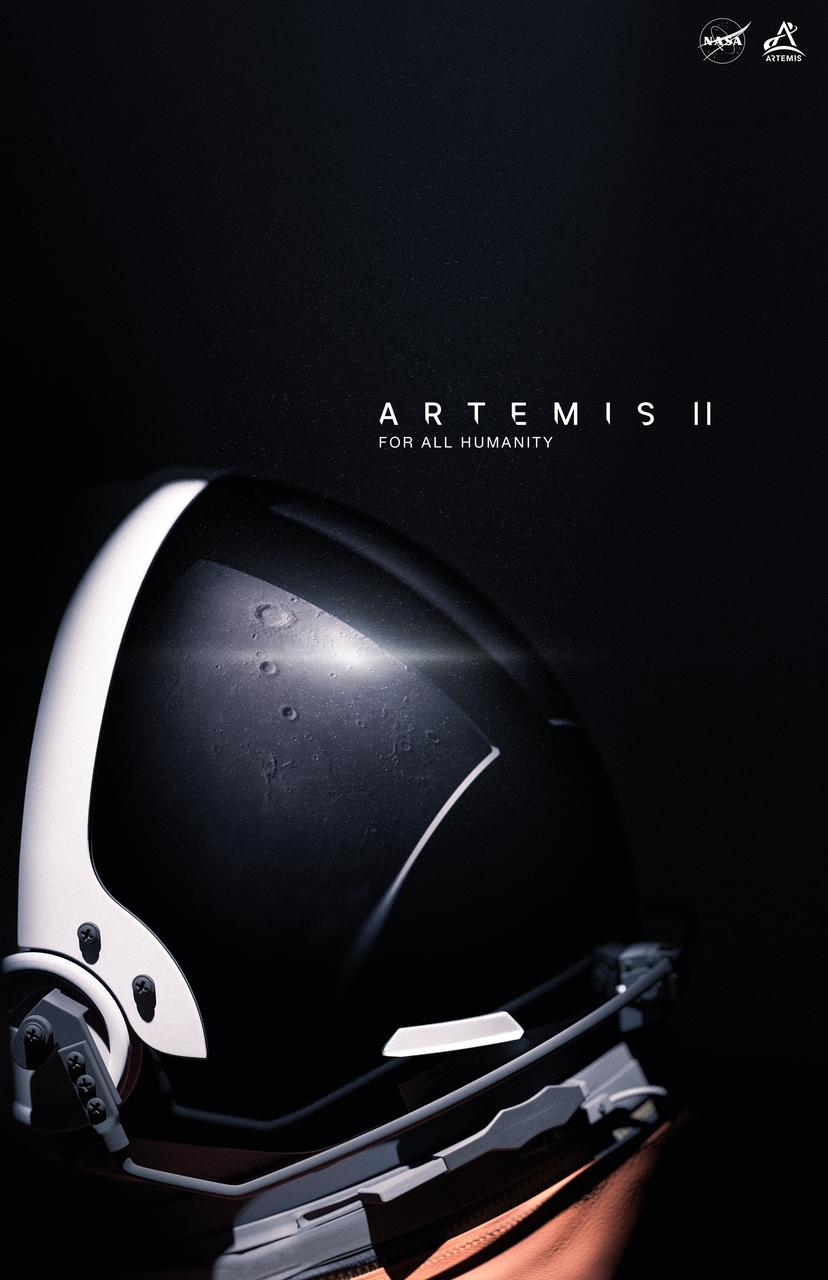 NASA
ARTEMIS
ARTEMIS II
FOR ALL HUMANITY